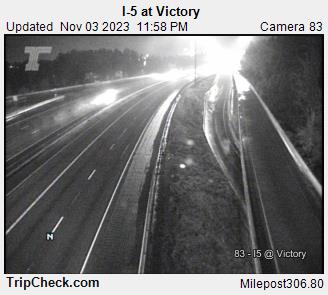 I-5 at Victory
Updated Nov 03 2023 11:58 PM Camera 83
T
N
83 - I5 @ Victory
TripCheck.com Milepost306.80